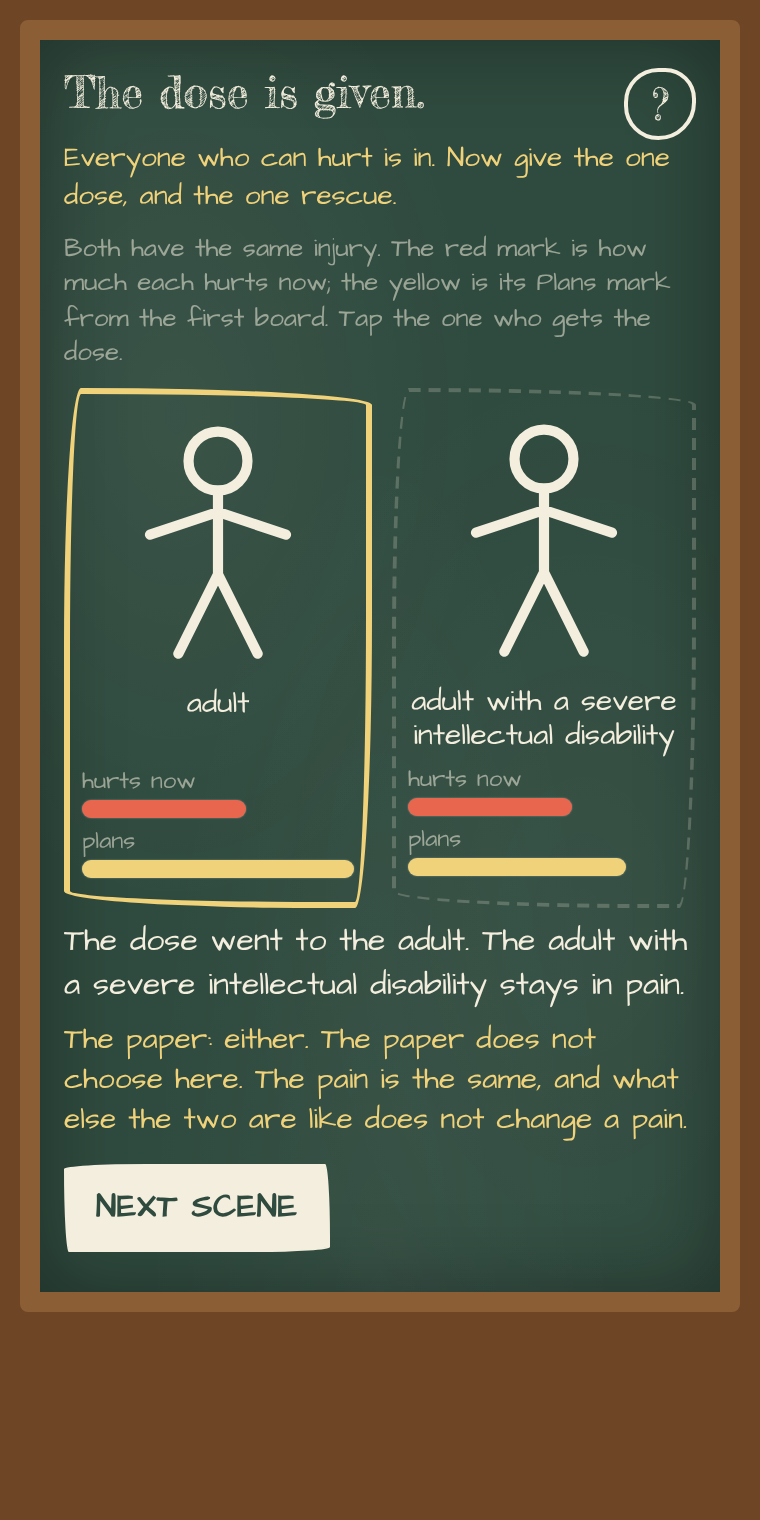 The dose is given.
?
Everyone who can hurt is in. Now give the one
dose, and the one rescue.
Both have the same injury. The red mark is how
much each hurts now; the yellow is its Plans mark
from the first board. Tap the one who gets the
dose.
adult
hurts now
plans
adult with a severe
intellectual disability
hurts now
plans
The dose went to the adult. The adult with
a severe intellectual disability stays in pain.
The paper: either. The paper does not
choose here. The pain is the same, and what
else the two are like does not change a pain.
NEXT SCENE